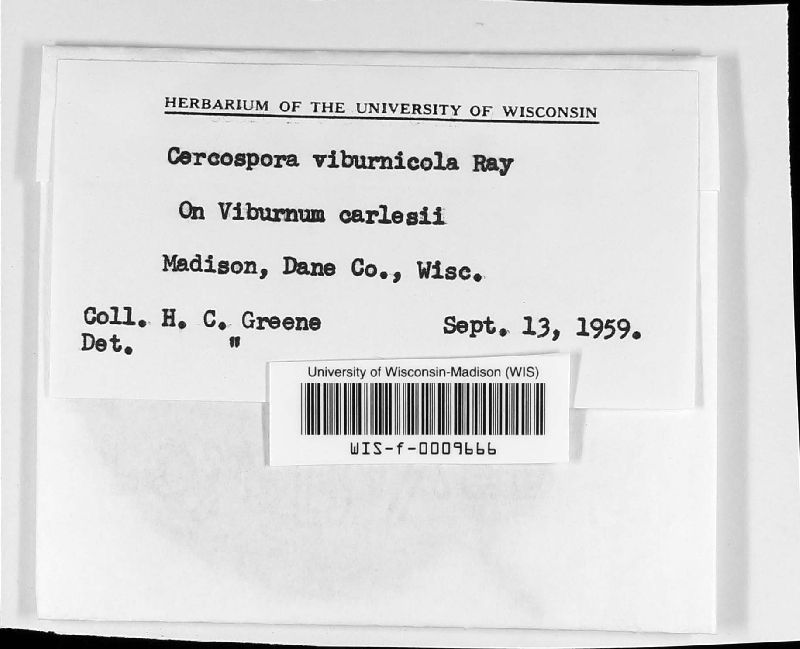 HERBARIUM OF THE UNIVERSITY OF WISCONSIN
Cercospora viburnicola Ray
On Viburnum carlesii
Madison, Dane Co., Wisc.
Coll. H. C. Greene Sept. 13, 1959.
Det. "
University of Wisconsin-Madison (WIS)
WIS-f-0009666